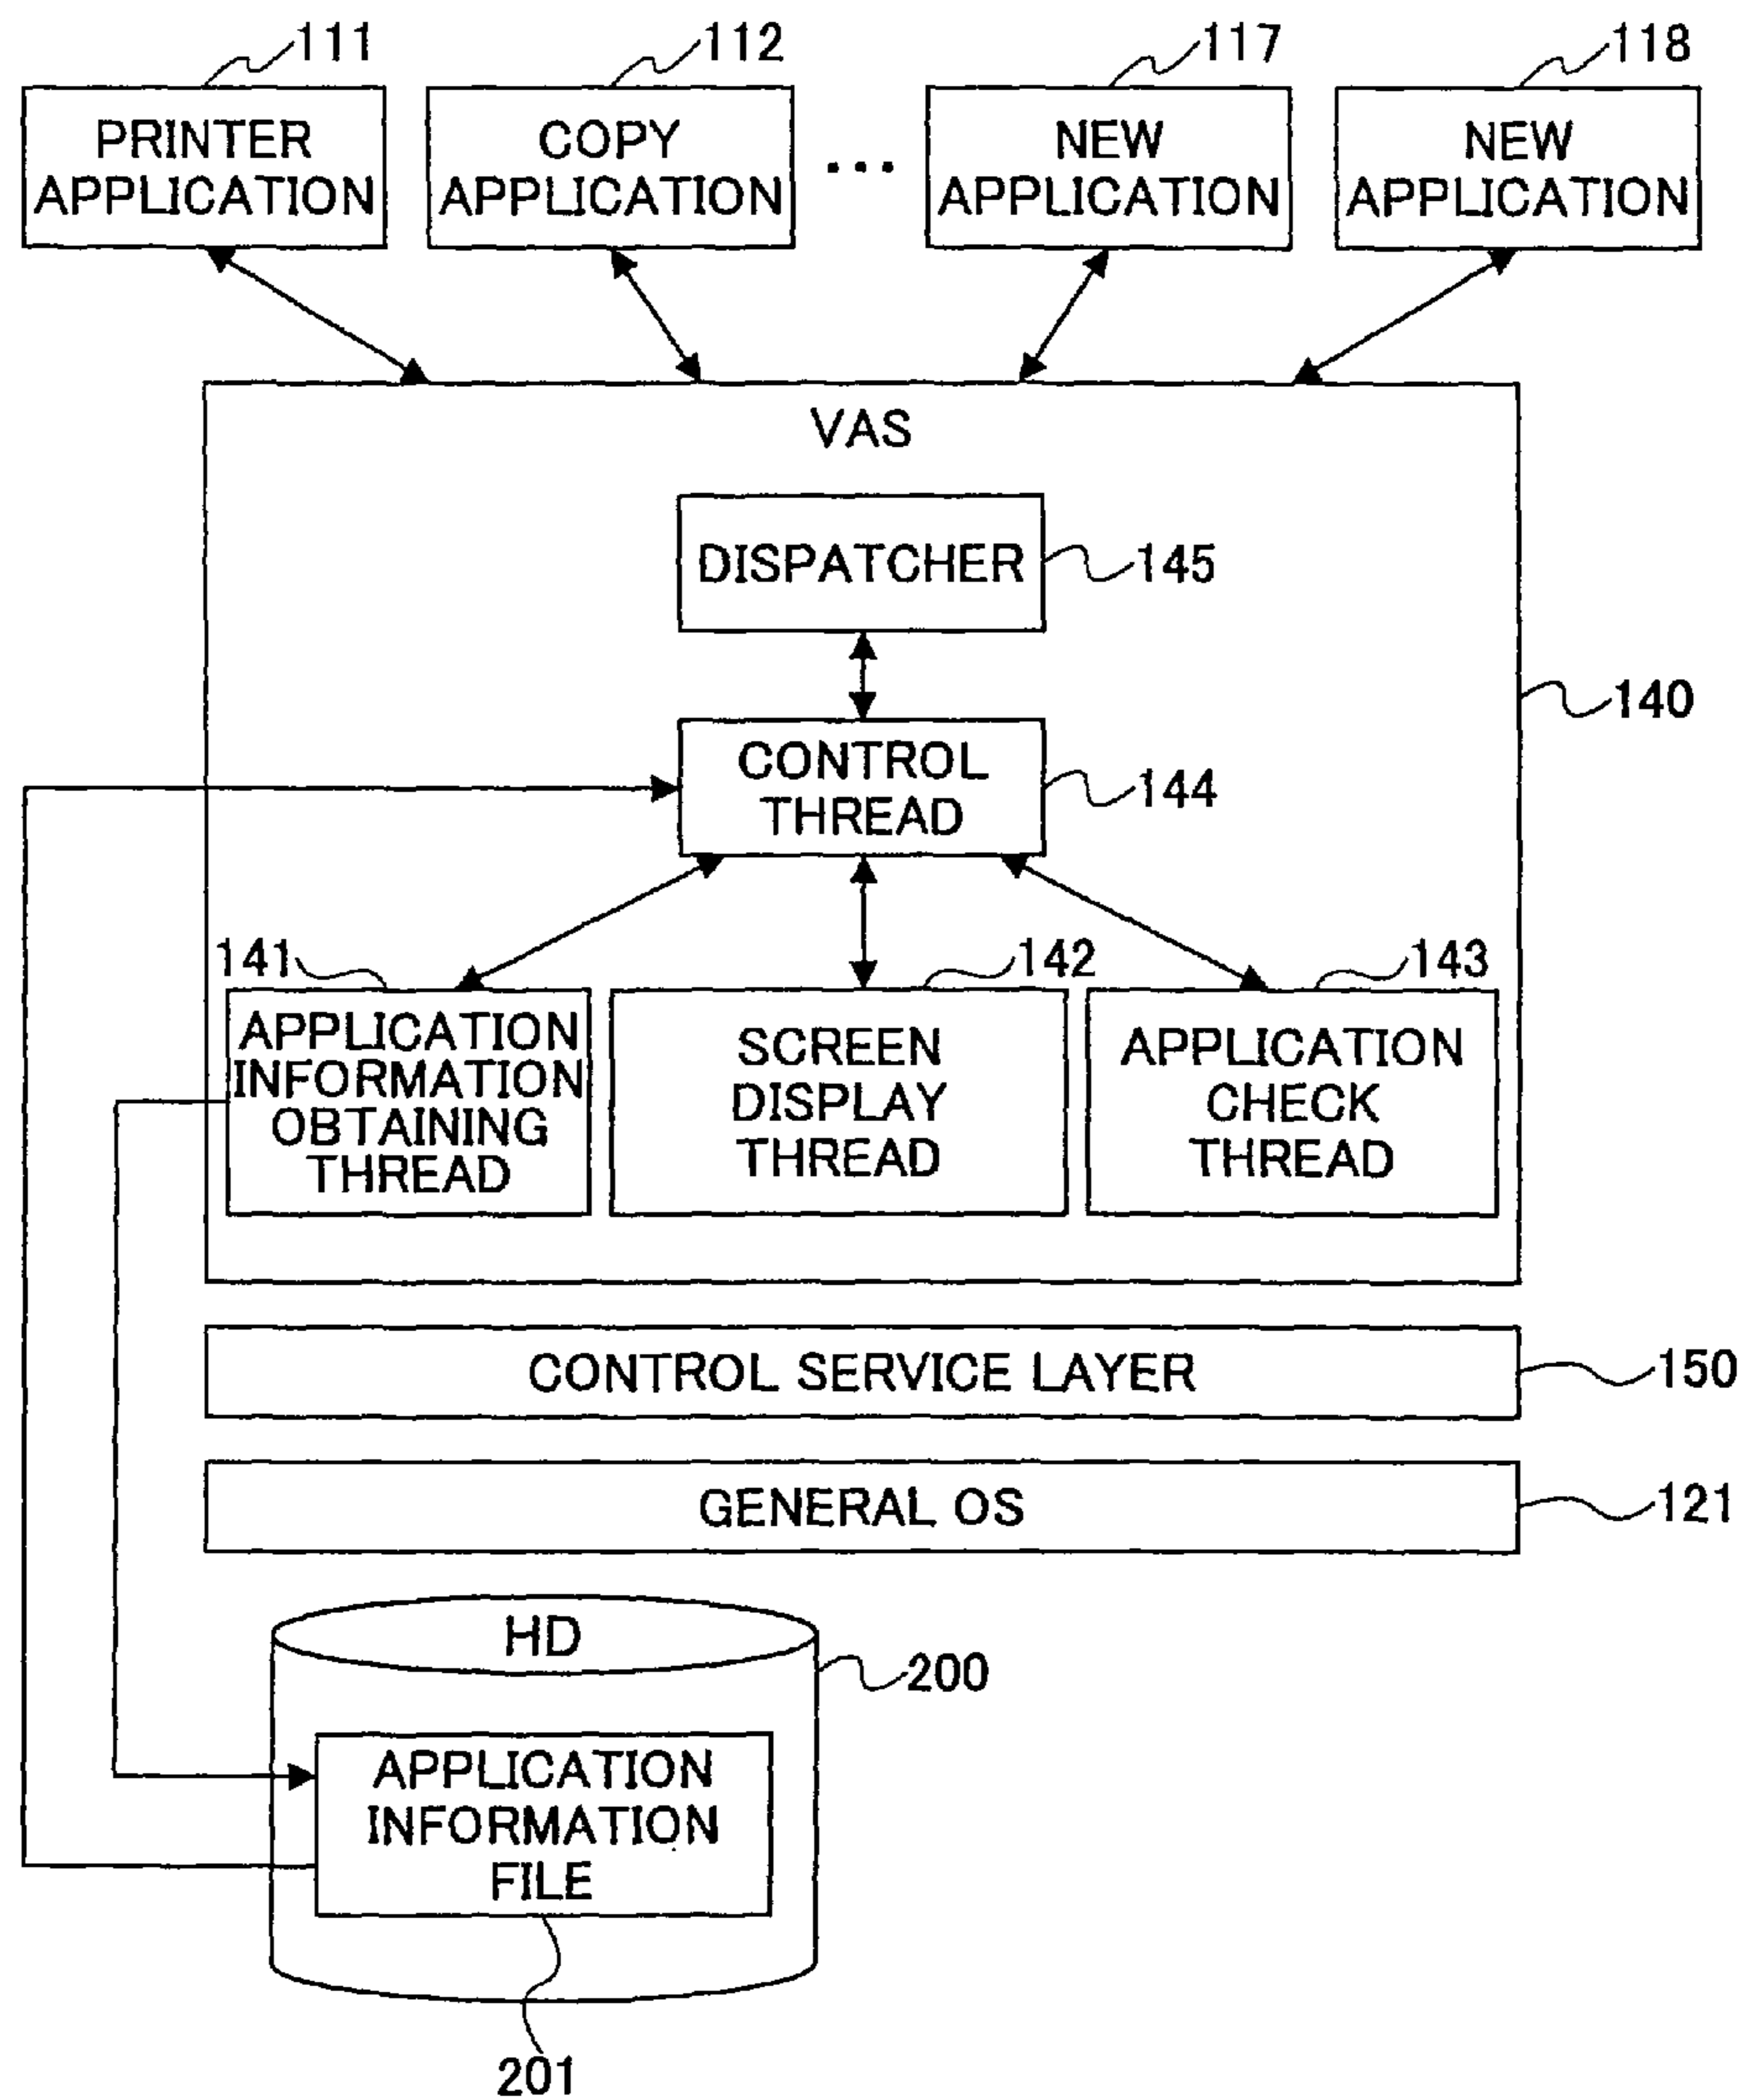 111
112
117
118
PRINTER
APPLICATION
COPY
APPLICATION
...
NEW
APPLICATION
NEW
APPLICATION
VAS
DISPATCHER
145
140
CONTROL
THREAD
144
141
142
143
APPLICATION
INFORMATION
OBTAINING
THREAD
SCREEN
DISPLAY
THREAD
APPLICATION
CHECK
THREAD
CONTROL SERVICE LAYER
150
GENERAL OS
121
HD
200
APPLICATION
INFORMATION
FILE
201